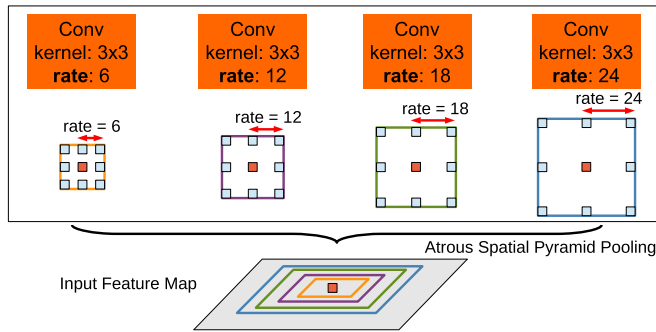 Conv
kernel: 3x3
rate: 6
Conv
kernel: 3x3
rate: 12
Conv
kernel: 3x3
rate: 18
Conv
kernel: 3x3
rate: 24
rate = 6
rate = 12
rate = 18
rate = 24
Atrous Spatial Pyramid Pooling
Input Feature Map